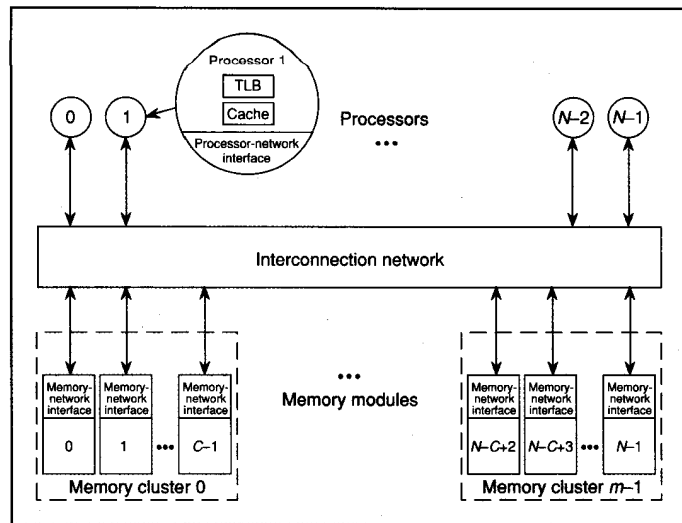 Processor 1
TLB
Cache
Processor-network
interface
0 1 Processors N–2 N–1
•••
Interconnection network
Memory- Memory- Memory- Memory- Memory- Memory-
network network network ••• network network network
interface interface interface Memory modules interface interface interface
0 1 ••• C–1 N–C+2 N–C+3 ••• N–1
Memory cluster 0 Memory cluster m–1